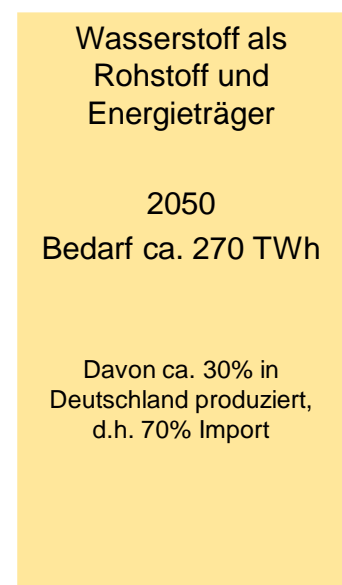 Wasserstoff als
Rohstoff und
Energieträger
2050
Bedarf ca. 270 TWh
Davon ca. 30% in
Deutschland produziert,
d.h. 70% Import